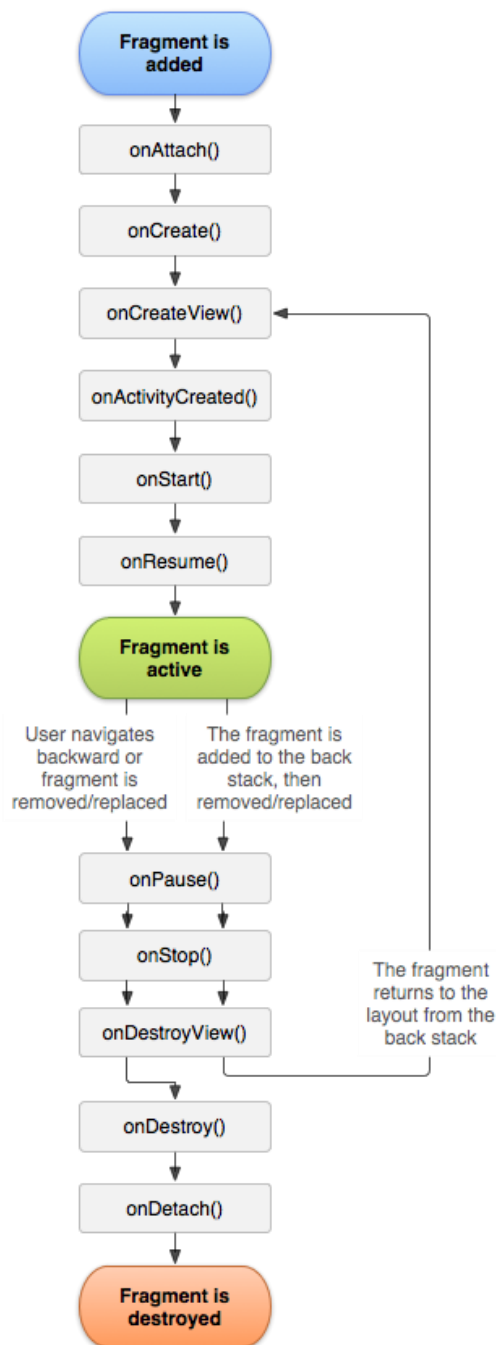 Fragment is
added
onAttach()
onCreate()
onCreateView()
onActivityCreated()
onStart()
onResume()
Fragment is
active
User navigates
backward or
fragment is
removed/replaced
The fragment is
added to the back
stack, then
removed/replaced
onPause()
onStop()
onDestroyView()
The fragment
returns to the
layout from the
back stack
onDestroy()
onDetach()
Fragment is
destroyed